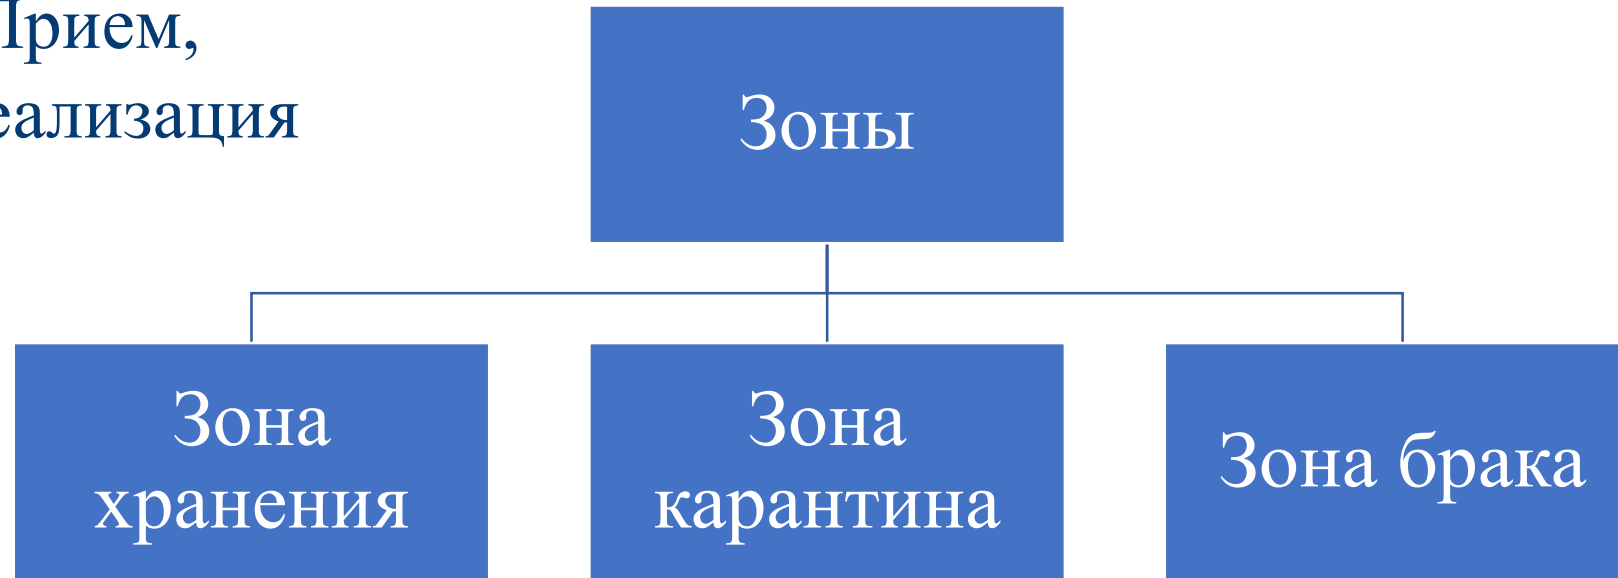 Прием,
еализация
Зоны
Зона
хранения
Зона
карантина
Зона брака